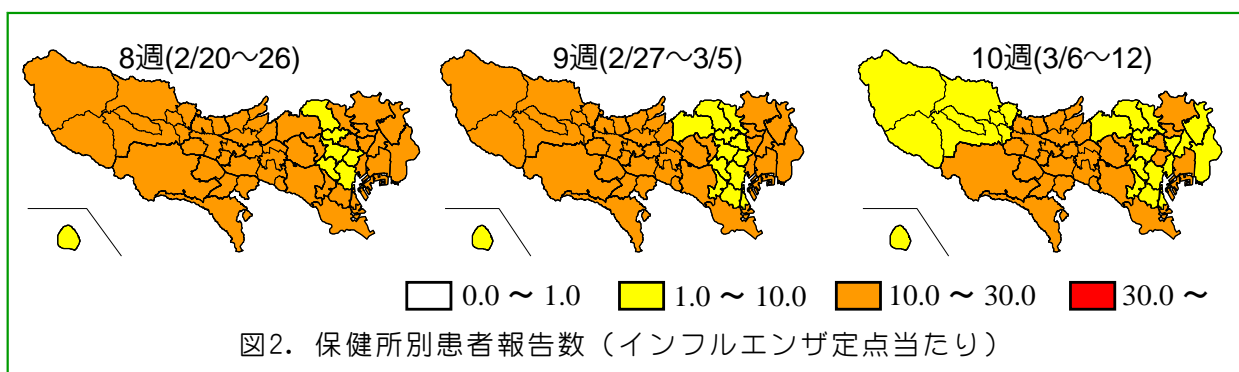 8週(2/20～26)
9週(2/27～3/5)
10週(3/6～12)
0.0 ～ 1.0
1.0 ～ 10.0
10.0 ～ 30.0
30.0 ～
図2. 保健所別患者報告数（インフルエンザ定点当たり）